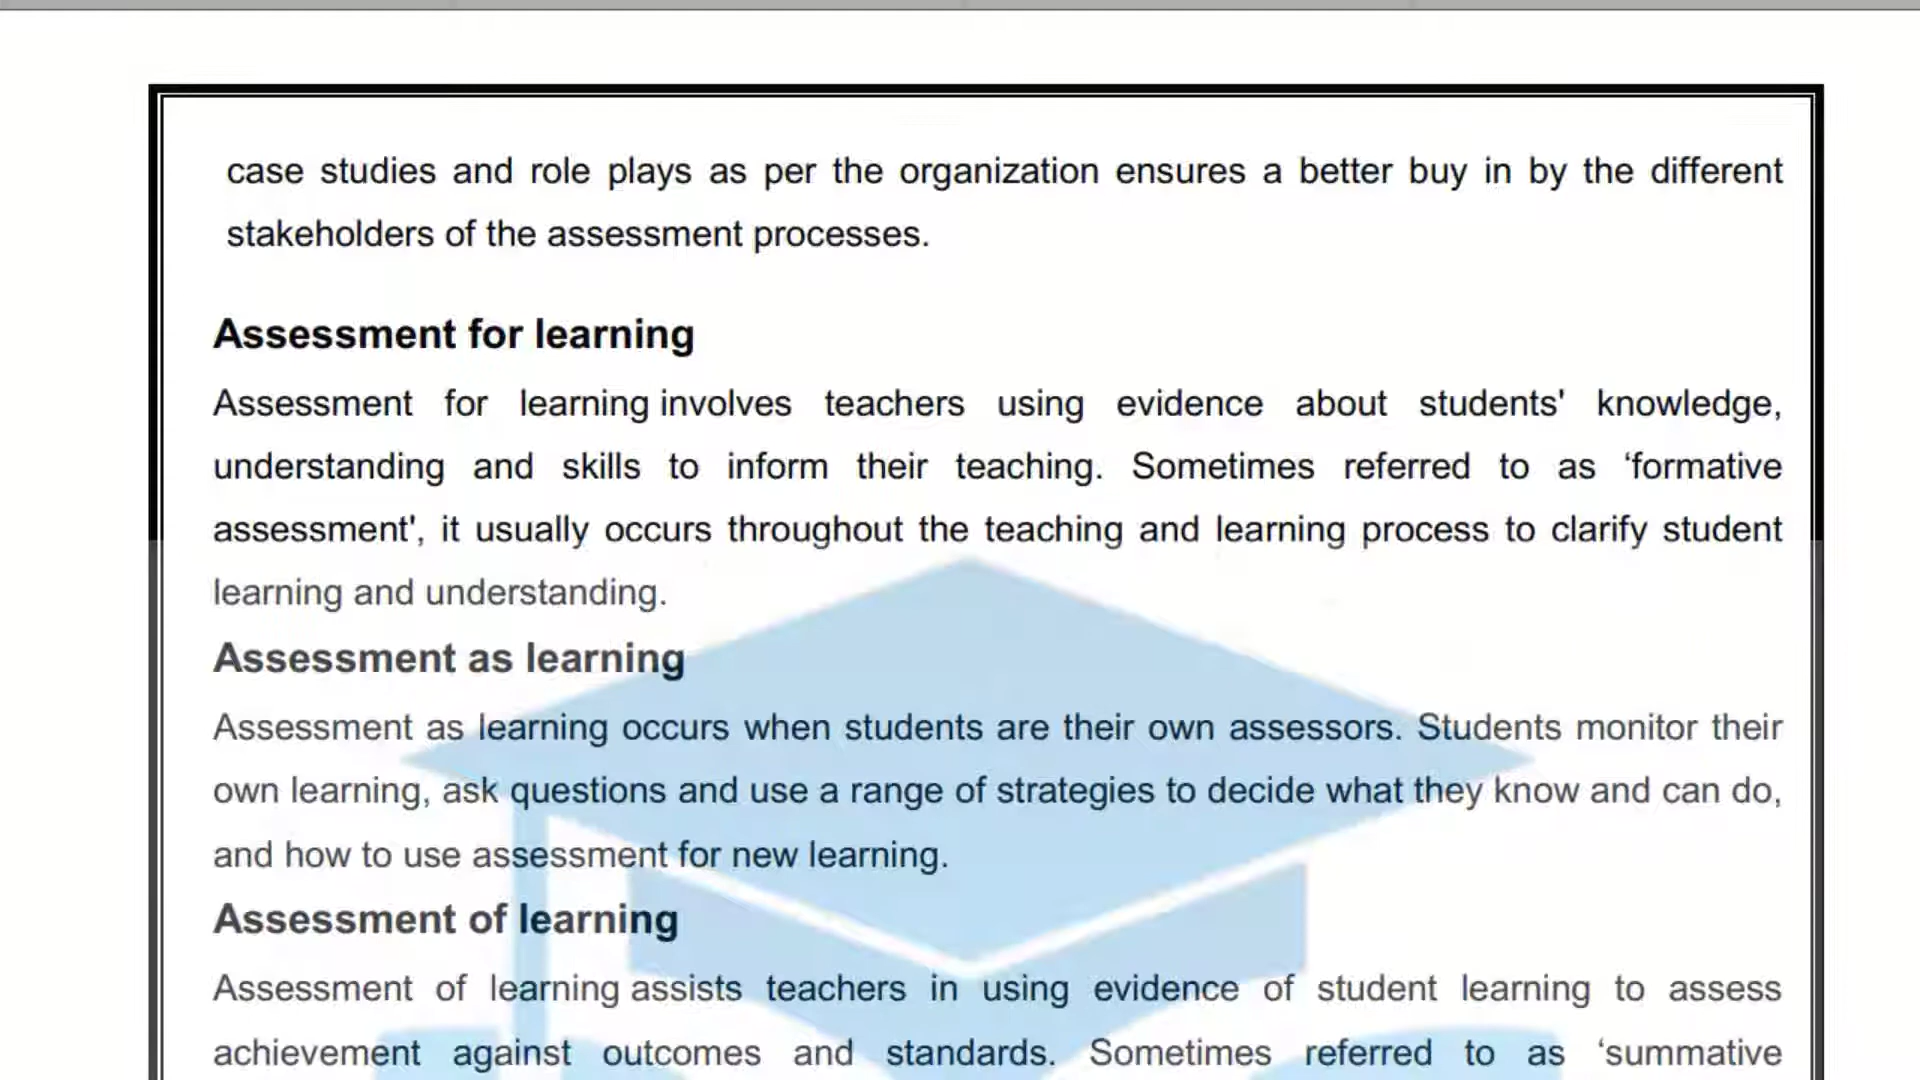 case studies and role plays as per the organization ensures a better buy in by the different
stakeholders of the assessment processes.
Assessment for learning
Assessment for learning involves teachers using evidence about students' knowledge,
understanding and skills to inform their teaching. Sometimes referred to as ‘formative
assessment', it usually occurs throughout the teaching and learning process to clarify student
learning and understanding.
Assessment as learning
Assessment as learning occurs when students are their own assessors. Students monitor their
own learning, ask questions and use a range of strategies to decide what they know and can do,
and how to use assessment for new learning.
Assessment of learning
Assessment of learning assists teachers in using evidence of student learning to assess
achievement against outcomes and standards. Sometimes referred to as ‘summative